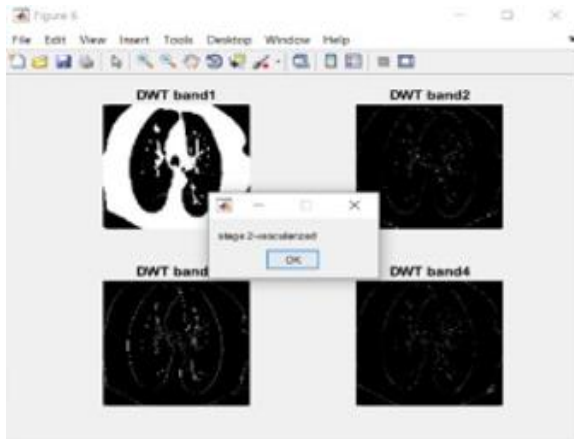 Figure 6
File Edit View Insert Tools Desktop Window Help
DWT band1
DWT band2
stage 2-vascularized
OK
DWT band
DWT band4